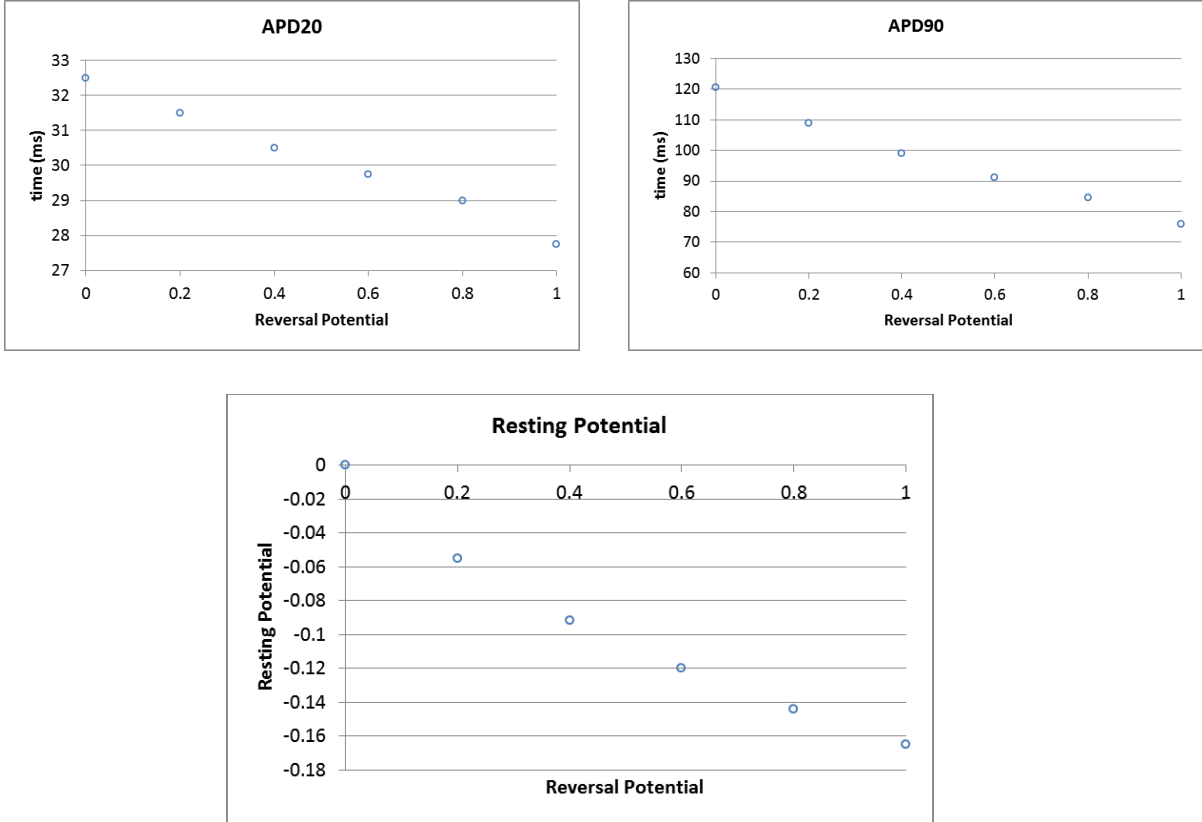 APD20
33
32
31
30
29
28
27
time (ms)
0 0.2 0.4 0.6 0.8 1
Reversal Potential
APD90
130
120
110
100
90
80
70
60
time (ms)
0 0.2 0.4 0.6 0.8 1
Reversal Potential
Resting Potential
0
-0.02
-0.04
-0.06
-0.08
-0.1
-0.12
-0.14
-0.16
-0.18
Resting Potential
0 0.2 0.4 0.6 0.8 1
Reversal Potential